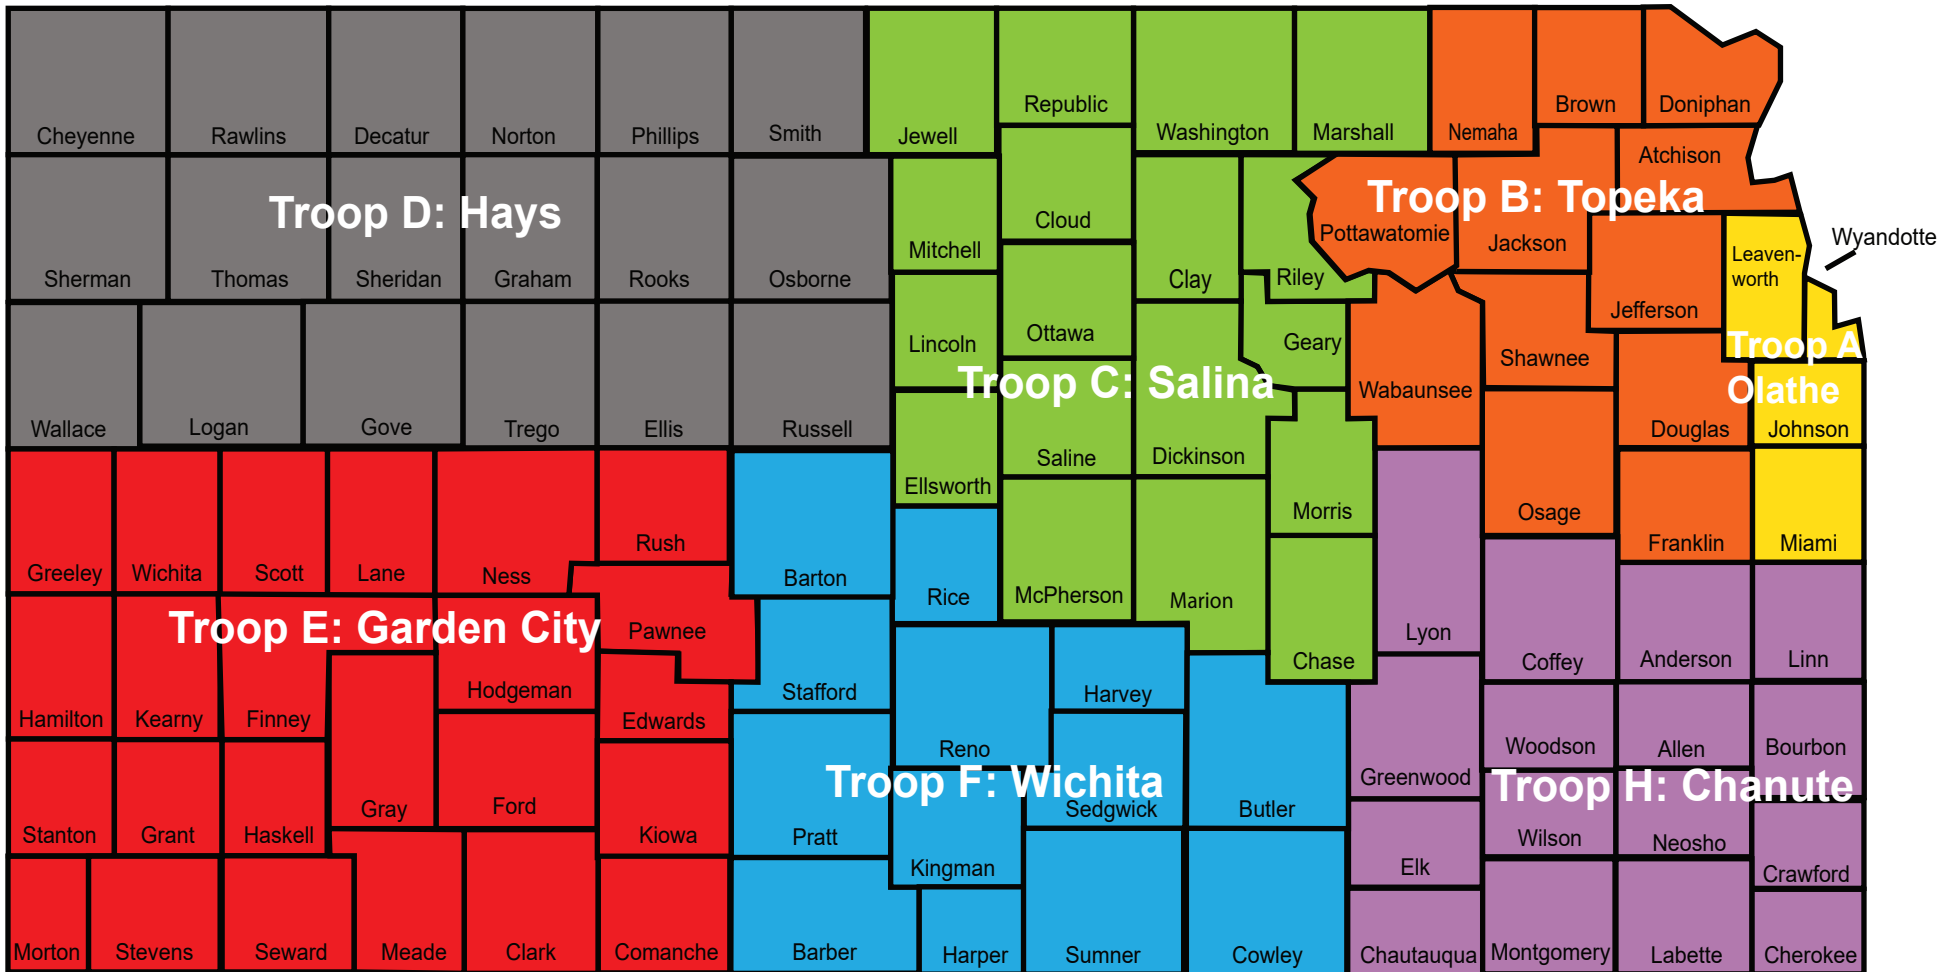 Cheyenne
Rawlins
Decatur
Norton
Phillips
Smith
Jewell
Republic
Washington
Marshall
Nemaha
Brown
Doniphan
Atchison
Troop D: Hays
Troop B: Topeka
Sherman
Thomas
Sheridan
Graham
Rooks
Osborne
Mitchell
Cloud
Clay
Riley
Pottawatomie
Jackson
Jefferson
Leaven-
worth
Wyandotte
Wallace
Logan
Gove
Trego
Ellis
Russell
Lincoln
Ottawa
Geary
Wabaunsee
Shawnee
Douglas
Troop A
Olathe
Johnson
Troop C: Salina
Ellsworth
Saline
Dickinson
Morris
Osage
Franklin
Miami
Greeley
Wichita
Scott
Lane
Ness
Rush
Barton
Rice
McPherson
Marion
Chase
Lyon
Coffey
Anderson
Linn
Troop E: Garden City
Pawnee
Hamilton
Kearny
Finney
Hodgeman
Edwards
Stafford
Reno
Harvey
Greenwood
Woodson
Allen
Bourbon
Troop F: Wichita
Troop H: Chanute
Stanton
Grant
Haskell
Gray
Ford
Kiowa
Pratt
Kingman
Sedgwick
Butler
Elk
Wilson
Neosho
Crawford
Morton
Stevens
Seward
Meade
Clark
Comanche
Barber
Harper
Sumner
Cowley
Chautauqua
Montgomery
Labette
Cherokee